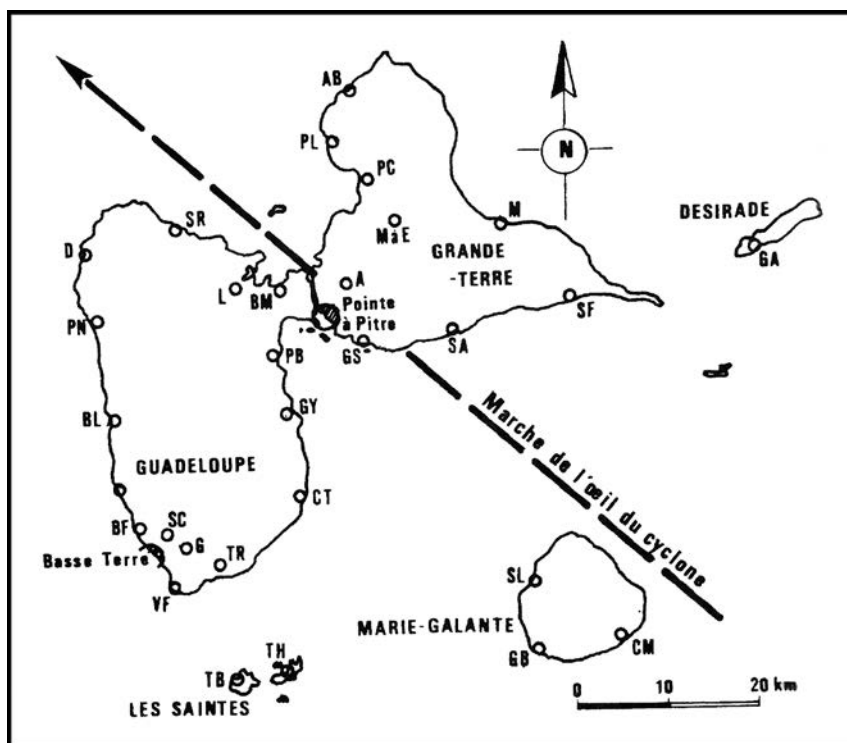 AB
PL
PC
N
M
DESIRADE
SR
M à E
GRANDE
-TERRE
GA
D
A
L
BM
Pointe
à Pitre
SF
PN
PB
GS
SA
BL
GY
Marche de l'œil du cyclone
GUADELOUPE
CT
BF
SC
G
Basse Terre
TR
VF
SL
MARIE-GALANTE
GB
CM
TH
TB
LES SAINTES
0 10 20 km